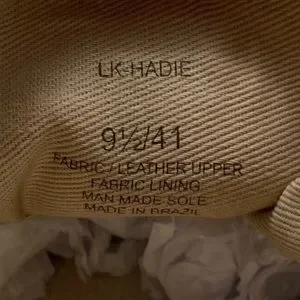 LK-HADIE
9½/41
FABRIC/LEATHER UPPER
FABRIC LINING
MAN MADE SOLE
MADE IN BRAZIL